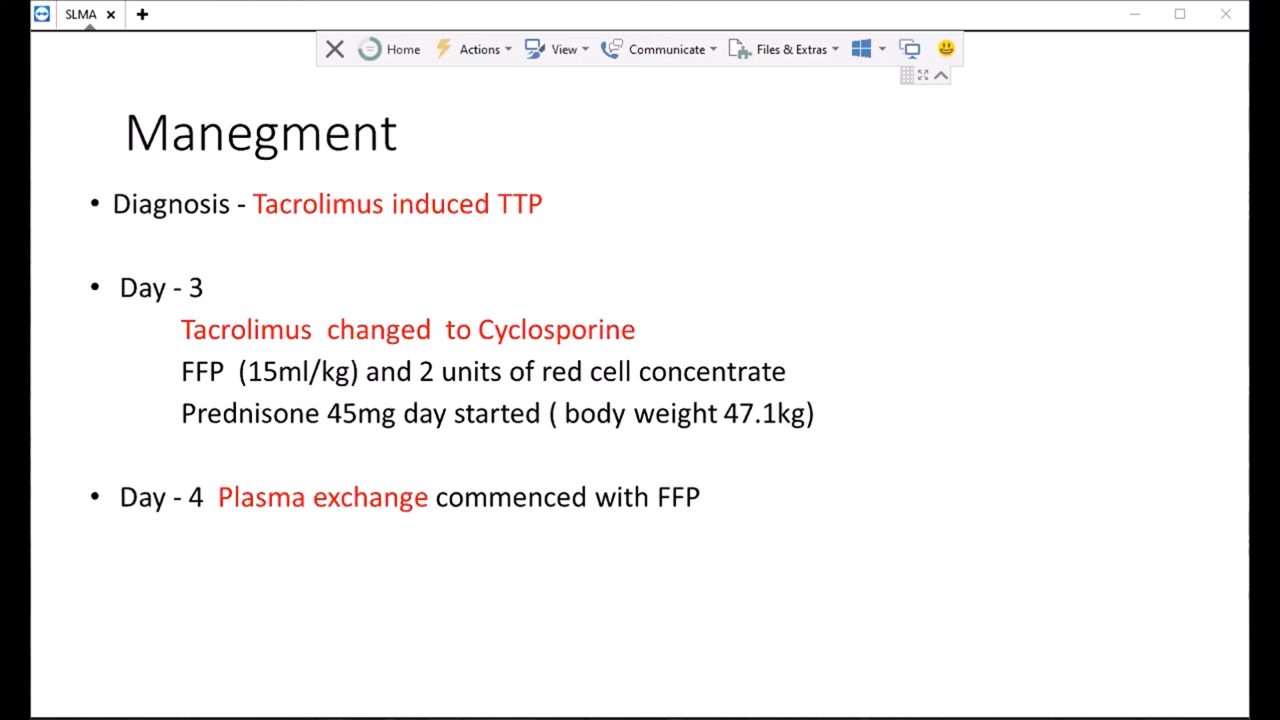 SLMA
Home Actions View Communicate Files & Extras
Manegment
• Diagnosis - Tacrolimus induced TTP
• Day - 3
Tacrolimus changed to Cyclosporine
FFP (15ml/kg) and 2 units of red cell concentrate
Prednisone 45mg day started ( body weight 47.1kg)
• Day - 4 Plasma exchange commenced with FFP